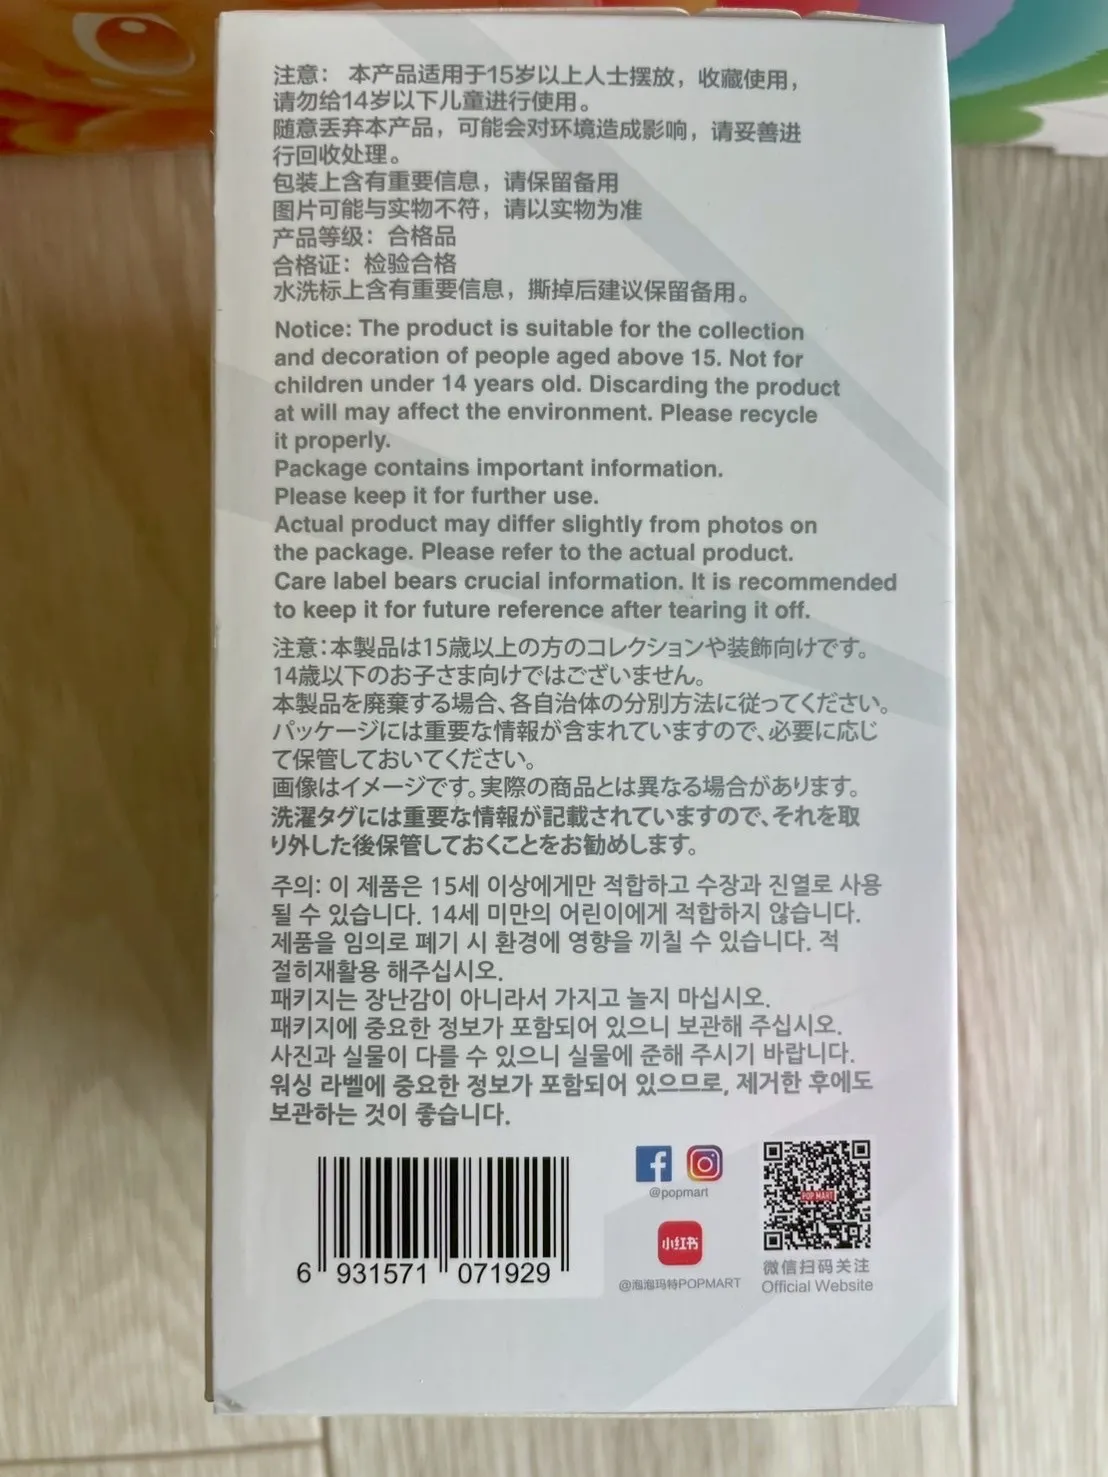 注意： 本产品适用于15岁以上人士摆放，收藏使用，
请勿给14岁以下儿童进行使用。
随意丢弃本产品，可能会对环境造成影响，请妥善进
行回收处理。
包装上含有重要信息，请保留备用
图片可能与实物不符，请以实物为准
产品等级：合格品
合格证：检验合格
水洗标上含有重要信息，撕掉后建议保留备用。
Notice: The product is suitable for the collection
and decoration of people aged above 15. Not for
children under 14 years old. Discarding the product
at will may affect the environment. Please recycle
it properly.
Package contains important information.
Please keep it for further use.
Actual product may differ slightly from photos on
the package. Please refer to the actual product.
Care label bears crucial information. It is recommended
to keep it for future reference after tearing it off.
注意：本製品は15歳以上の方のコレクションや装飾向けです。
14歳以下のお子さま向けではございません。
本製品を廃棄する場合、各自治体の分別方法に従ってください。
パッケージには重要な情報が含まれていますので、必要に応じ
て保管しておいてください。
画像はイメージです。実際の商品とは異なる場合があります。
洗濯タグには重要な情報が記載されていますので、それを取
り外した後保管しておくことをお勧めします。
주의: 이 제품은 15세 이상에게만 적합하고 수장과 진열로 사용
될 수 있습니다. 14세 미만의 어린이에게 적합하지 않습니다.
제품을 임의로 폐기 시 환경에 영향을 끼칠 수 있습니다. 적
절히재활용 해주십시오.
패키지는 장난감이 아니라서 가지고 놀지 마십시오.
패키지에 중요한 정보가 포함되어 있으니 보관해 주십시오.
사진과 실물이 다를 수 있으니 실물에 준해 주시기 바랍니다.
워싱 라벨에 중요한 정보가 포함되어 있으므로, 제거한 후에도
보관하는 것이 좋습니다.
6 931571 071929
@popmart
小红书
@泡泡玛特POPMART
POP MART
微信扫码关注
Official Website